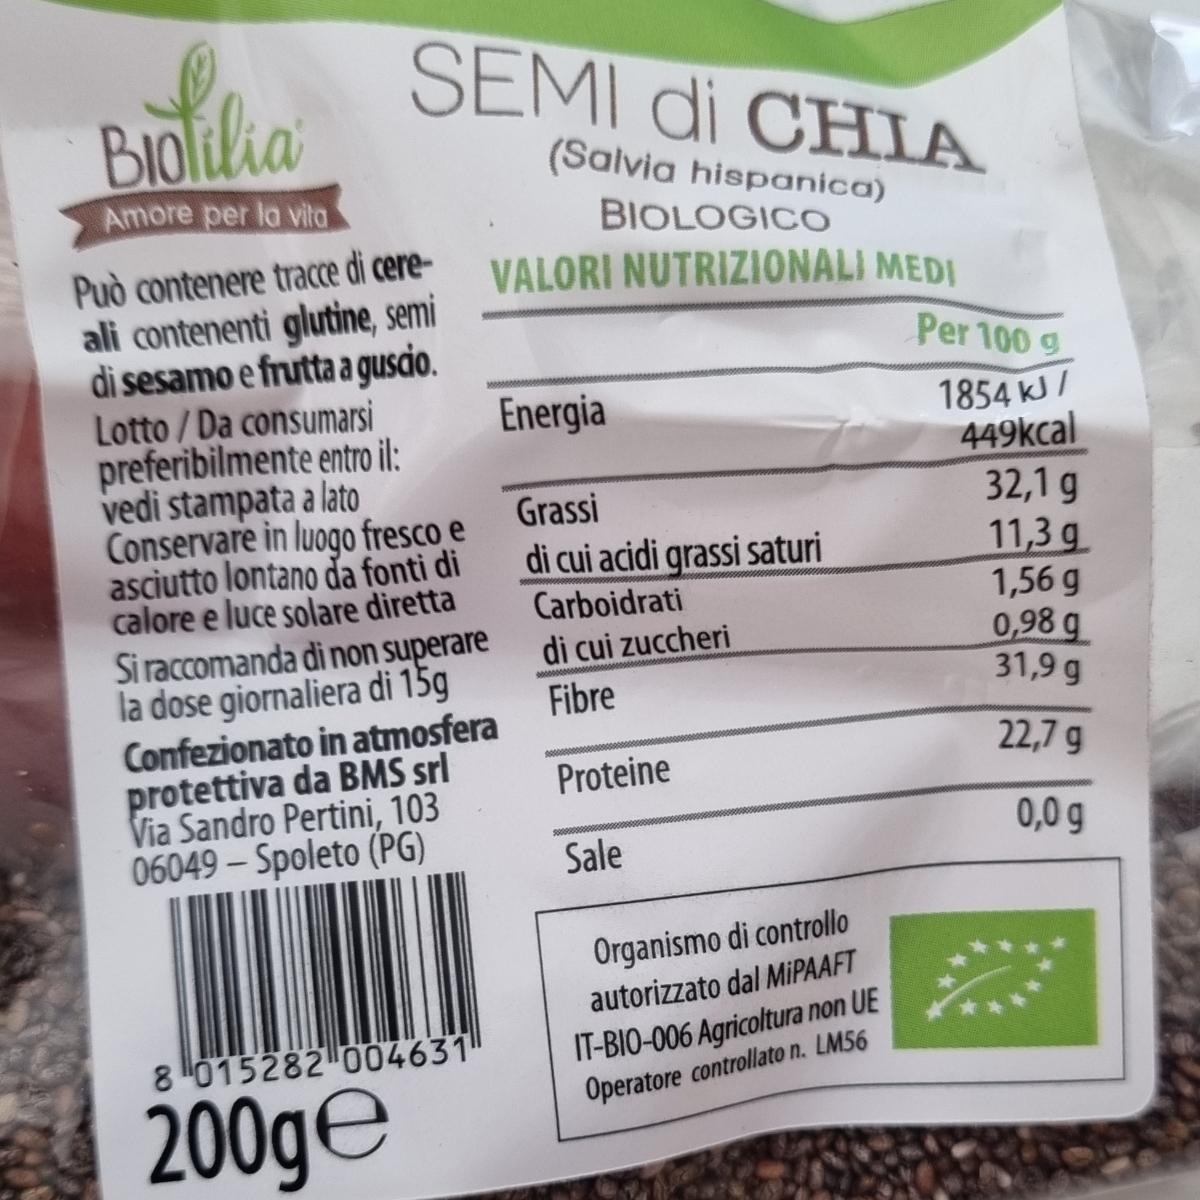 BIOfilia
Amore per la vita
SEMI di CHIA
(Salvia hispanica)
BIOLOGICO
Può contenere tracce di cere-
ali contenenti glutine, semi
di sesamo e frutta a guscio.
Lotto / Da consumarsi
preferibilmente entro il:
vedi stampata a lato
Conservare in luogo fresco e
asciutto lontano da fonti di
calore e luce solare diretta
Si raccomanda di non superare
la dose giornaliera di 15g
Confezionato in atmosfera
protettiva da BMS srl
Via Sandro Pertini, 103
06049 – Spoleto (PG)
8 015282 004631
200g e
VALORI NUTRIZIONALI MEDI
Per 100 g
Energia 1854 kJ /
449kcal
Grassi 32,1 g
di cui acidi grassi saturi 11,3 g
Carboidrati 1,56 g
di cui zuccheri 0,98 g
Fibre 31,9 g
Proteine 22,7 g
Sale 0,0 g
Organismo di controllo
autorizzato dal MiPAAFT
IT-BIO-006 Agricoltura non UE
Operatore controllato n. LM56